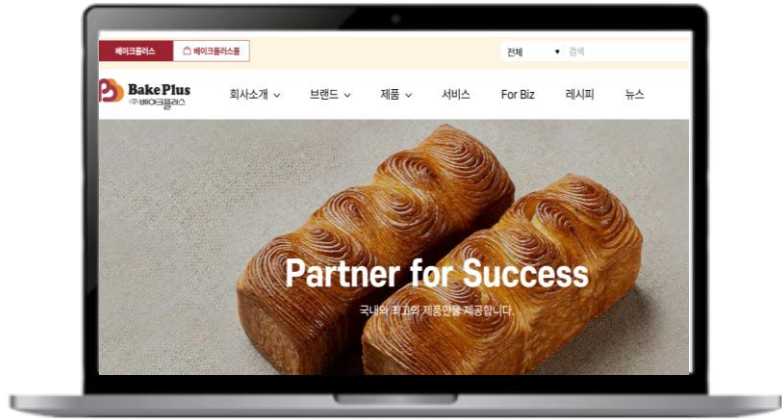 베이크플러스 베이크플러스몰 전체 검색
Bake Plus
㈜베이크플러스
회사소개 브랜드 제품 서비스 For Biz 레시피 뉴스
Partner for Success
국내외 최고의 제품만을 제공합니다.